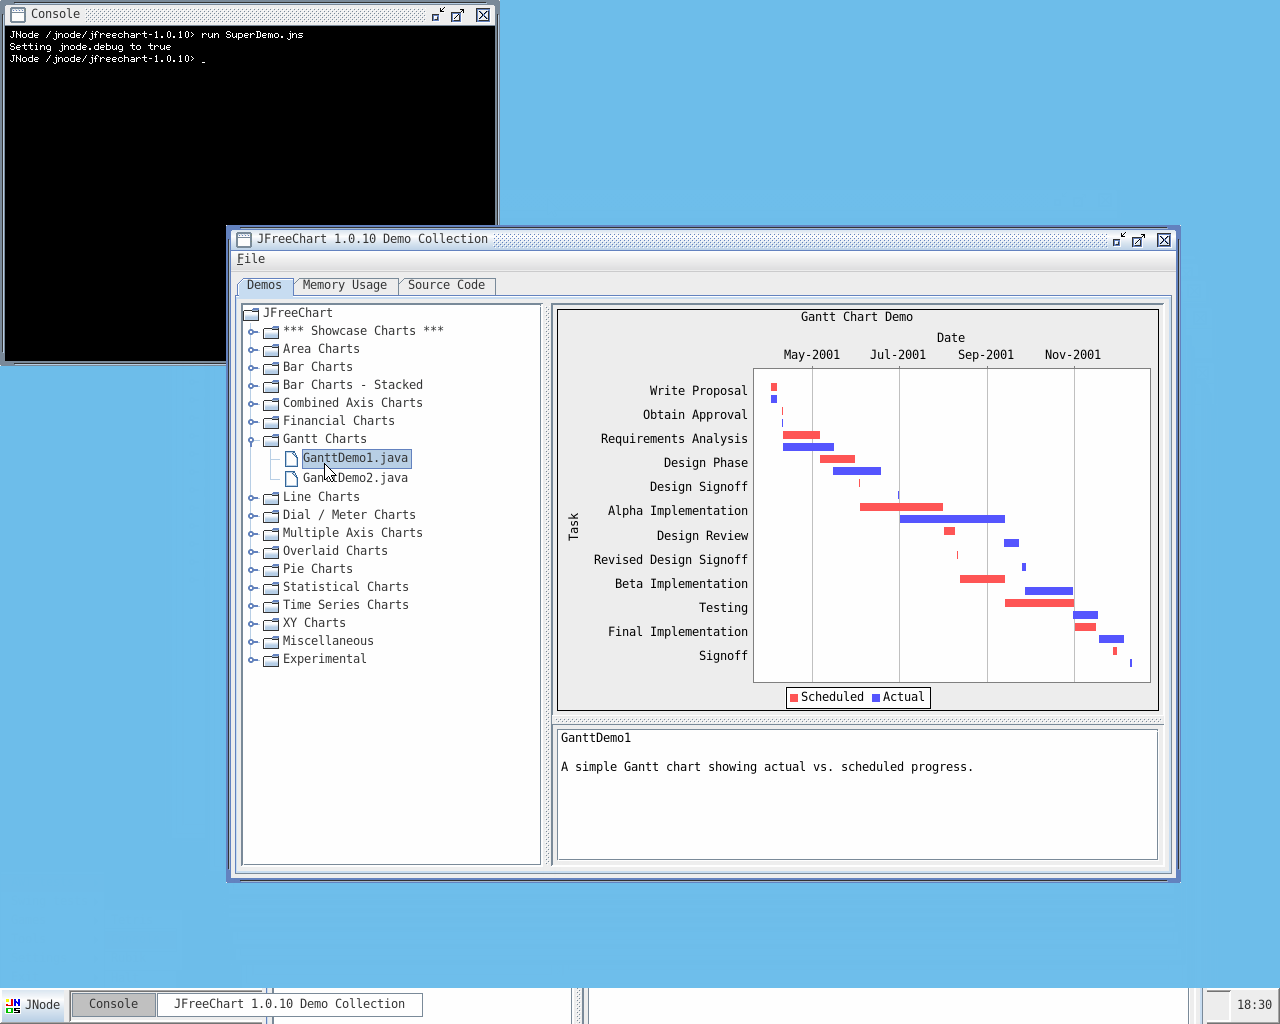 Console
JNode /jnode/jfreechart-1.0.10> run SuperDemo.jns
Setting jnode.debug to true
JNode /jnode/jfreechart-1.0.10> _
JFreeChart 1.0.10 Demo Collection
File
Demos
Memory Usage
Source Code
JFreeChart
*** Showcase Charts ***
Area Charts
Bar Charts
Bar Charts - Stacked
Combined Axis Charts
Financial Charts
Gantt Charts
GanttDemo1.java
GanttDemo2.java
Line Charts
Dial / Meter Charts
Multiple Axis Charts
Overlaid Charts
Pie Charts
Statistical Charts
Time Series Charts
XY Charts
Miscellaneous
Experimental
Gantt Chart Demo
Date
May-2001 Jul-2001 Sep-2001 Nov-2001
Task
Write Proposal
Obtain Approval
Requirements Analysis
Design Phase
Design Signoff
Alpha Implementation
Design Review
Revised Design Signoff
Beta Implementation
Testing
Final Implementation
Signoff
Scheduled Actual
GanttDemo1
A simple Gantt chart showing actual vs. scheduled progress.
JNode
Console
JFreeChart 1.0.10 Demo Collection
18:30